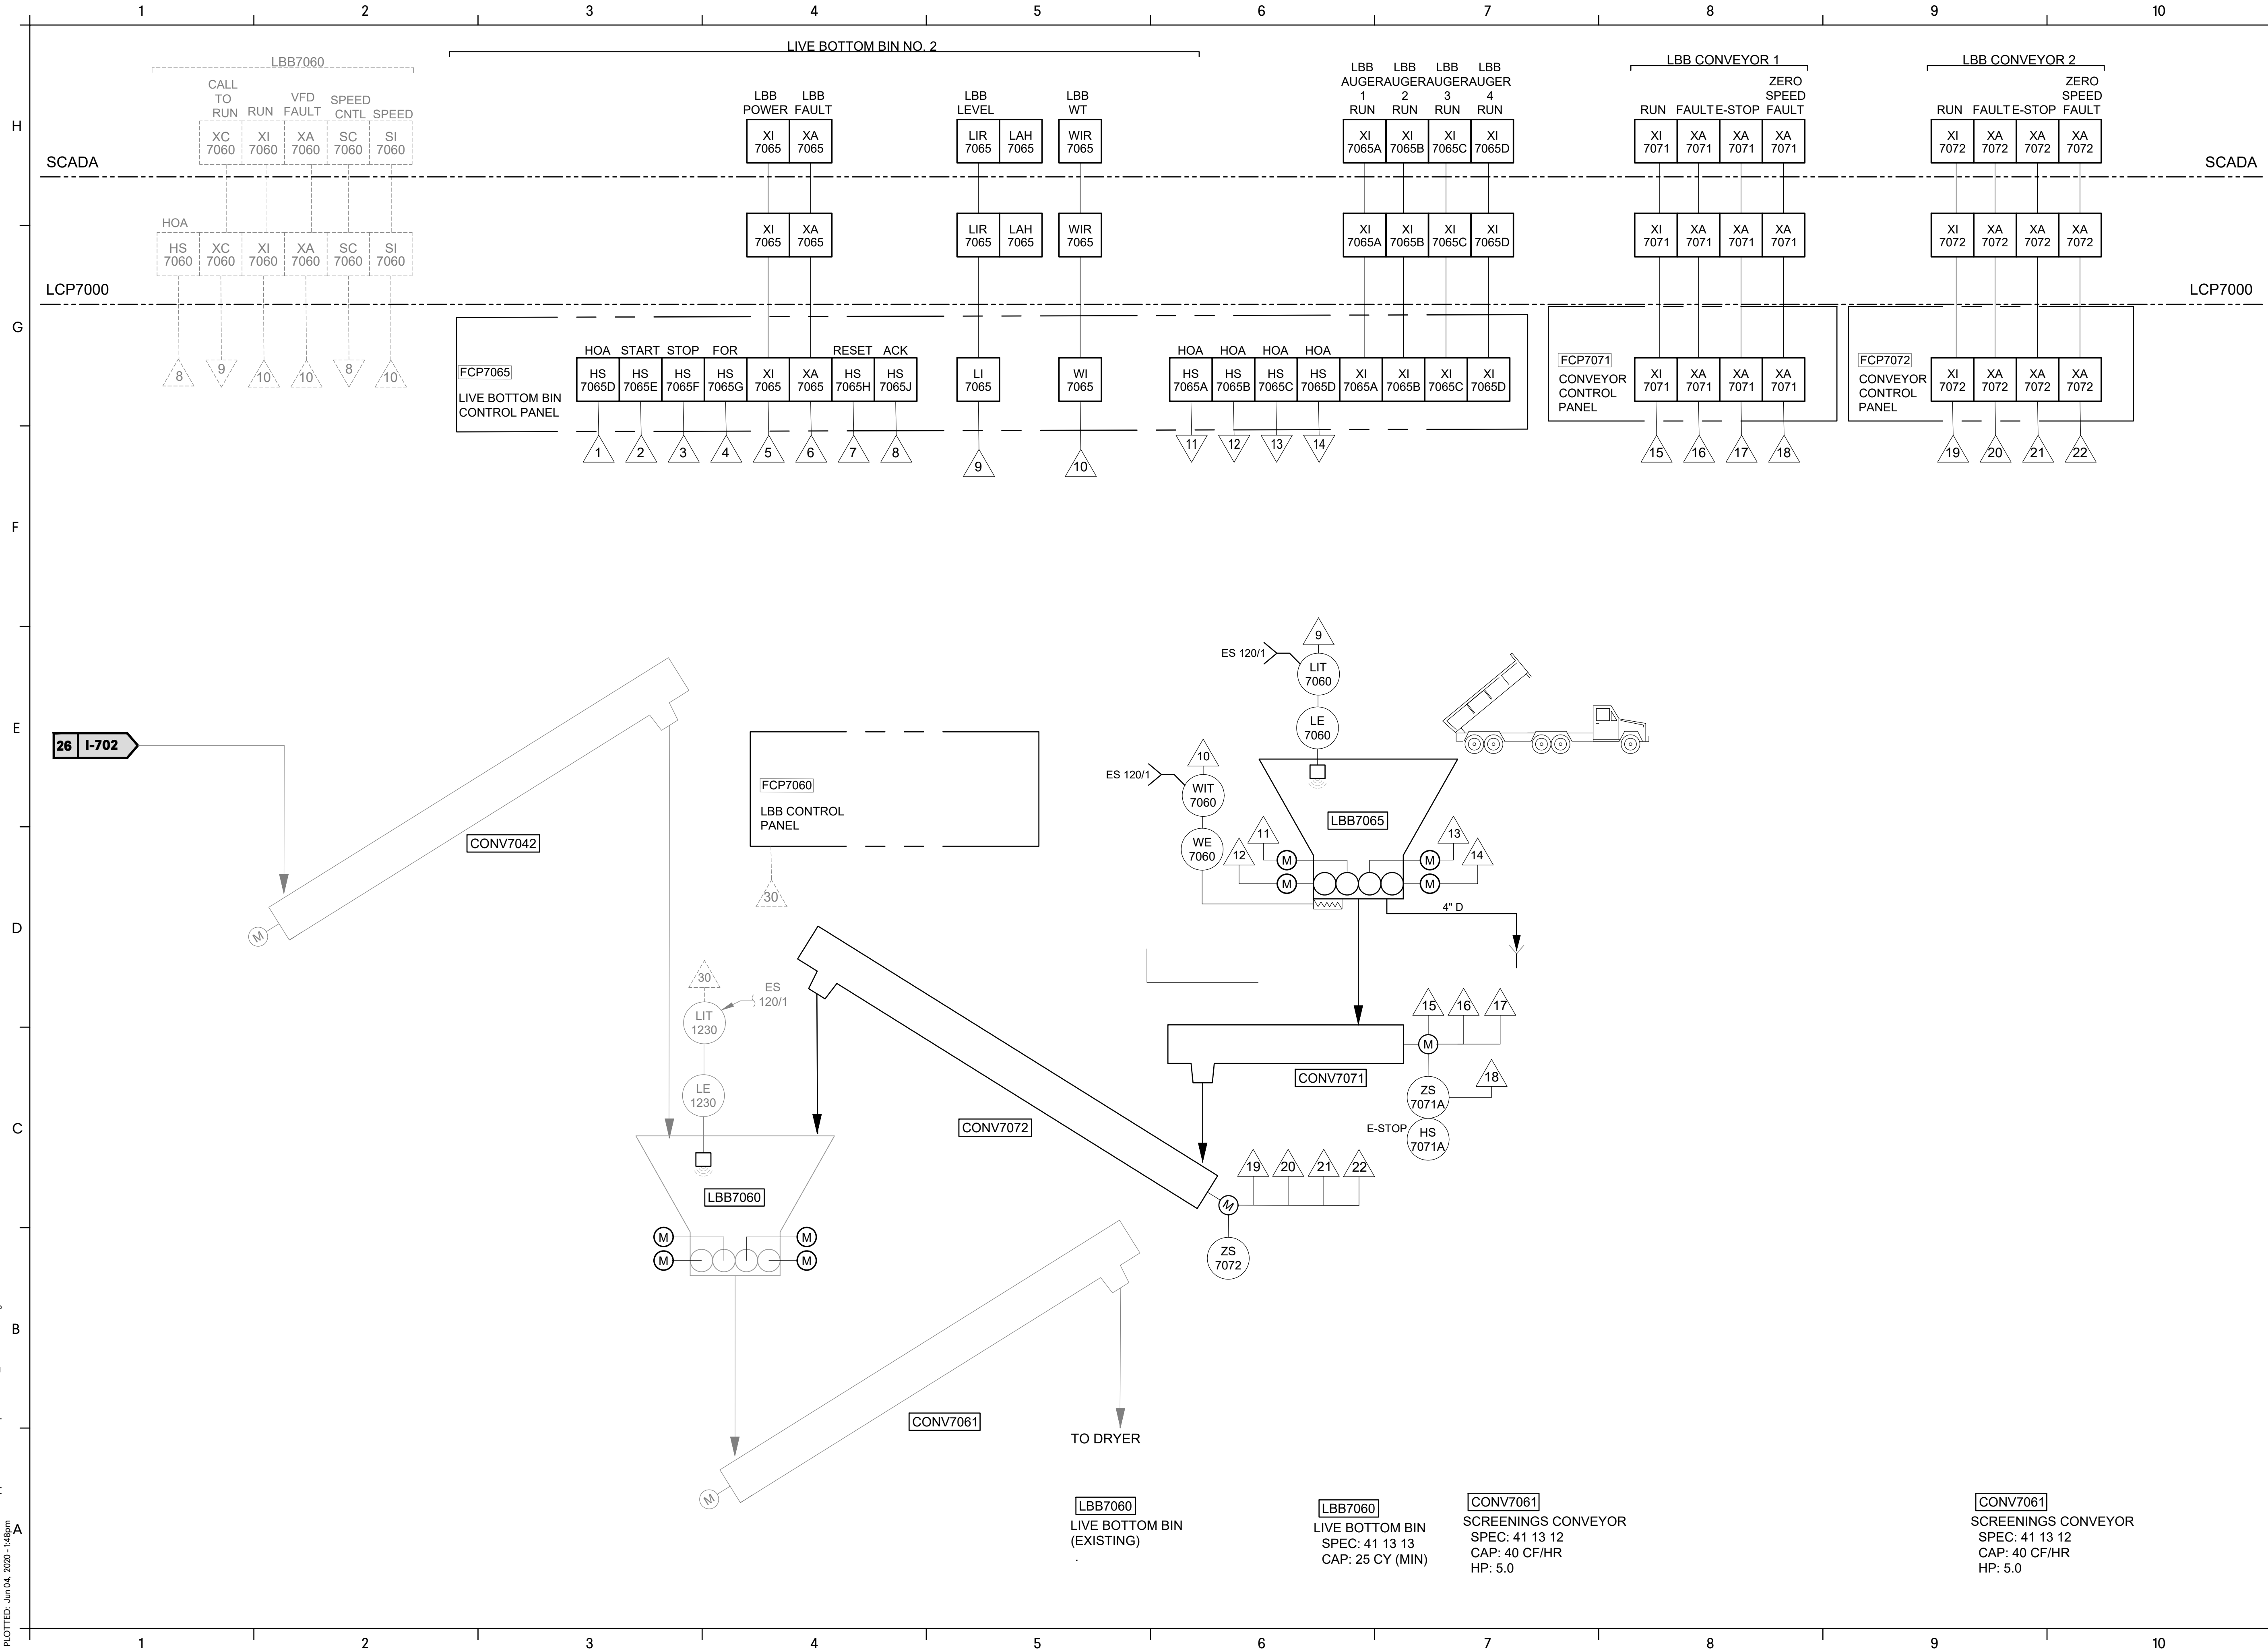 1 2 3 4 5 6 7 8 9 10
LIVE BOTTOM BIN NO. 2
LBB7060
CALL
TO
RUN
RUN
VFD
FAULT
SPEED
CNTL
SPEED
LBB
POWER
LBB
FAULT
LBB
LEVEL
LBB
WT
LBB
AUGER
1
RUN
LBB
AUGER
2
RUN
LBB
AUGER
3
RUN
LBB
AUGER
4
RUN
LBB CONVEYOR 1
RUN FAULT E-STOP
ZERO
SPEED
FAULT
LBB CONVEYOR 2
RUN FAULT E-STOP
ZERO
SPEED
FAULT
H
XC
7060
XI
7060
XA
7060
SC
7060
SI
7060
XI
7065
XA
7065
LIR
7065
LAH
7065
WIR
7065
XI
7065A
XI
7065B
XI
7065C
XI
7065D
XI
7071
XA
7071
XA
7071
XA
7071
XI
7072
XA
7072
XA
7072
XA
7072
SCADA
SCADA
HOA
HS
7060
XC
7060
XI
7060
XA
7060
SC
7060
SI
7060
XI
7065
XA
7065
LIR
7065
LAH
7065
WIR
7065
XI
7065A
XI
7065B
XI
7065C
XI
7065D
XI
7071
XA
7071
XA
7071
XA
7071
XI
7072
XA
7072
XA
7072
XA
7072
LCP7000
LCP7000
G
8 9 10 10 8 10
FCP7065
LIVE BOTTOM BIN
CONTROL PANEL
HOA START STOP FOR RESET ACK
HS
7065D
HS
7065E
HS
7065F
HS
7065G
XI
7065
XA
7065
HS
7065H
HS
7065J
LI
7065
WI
7065
HOA HOA HOA HOA
HS
7065A
HS
7065B
HS
7065C
HS
7065D
XI
7065A
XI
7065B
XI
7065C
XI
7065D
FCP7071
CONVEYOR
CONTROL
PANEL
XI
7071
XA
7071
XA
7071
XA
7071
FCP7072
CONVEYOR
CONTROL
PANEL
XI
7072
XA
7072
XA
7072
XA
7072
1 2 3 4 5 6 7 8 9 10 11 12 13 14 15 16 17 18 19 20 21 22
F
9
ES 120/1
LIT
7060
LE
7060
E
26 I-702
10
ES 120/1
WIT
7060
WE
7060
FCP7060
LBB CONTROL
PANEL
30
LBB7065
11
12
13
14
M
M
M
M
CONV7042
M
D
4" D
30
ES
120/1
LIT
1230
LE
1230
15 16 17
M
CONV7071
18
ZS
7071A
E-STOP
HS
7071A
C
CONV7072
19 20 21 22
M
ZS
7072
LBB7060
M
M
M
M
B
CONV7061
M
TO DRYER
A
LBB7060
LIVE BOTTOM BIN
(EXISTING)
.
LBB7060
LIVE BOTTOM BIN
SPEC: 41 13 13
CAP: 25 CY (MIN)
CONV7061
SCREENINGS CONVEYOR
SPEC: 41 13 12
CAP: 40 CF/HR
HP: 5.0
CONV7061
SCREENINGS CONVEYOR
SPEC: 41 13 12
CAP: 40 CF/HR
HP: 5.0
PLOTTED: Jun 04, 2020 - 1:48pm
1 2 3 4 5 6 7 8 9 10